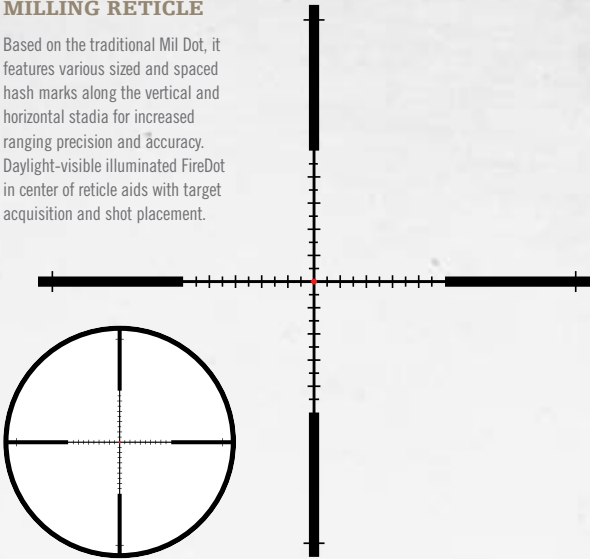 MILLING RETICLE
Based on the traditional Mil Dot, it
features various sized and spaced
hash marks along the vertical and
horizontal stadia for increased
ranging precision and accuracy.
Daylight-visible illuminated FireDot
in center of reticle aids with target
acquisition and shot placement.